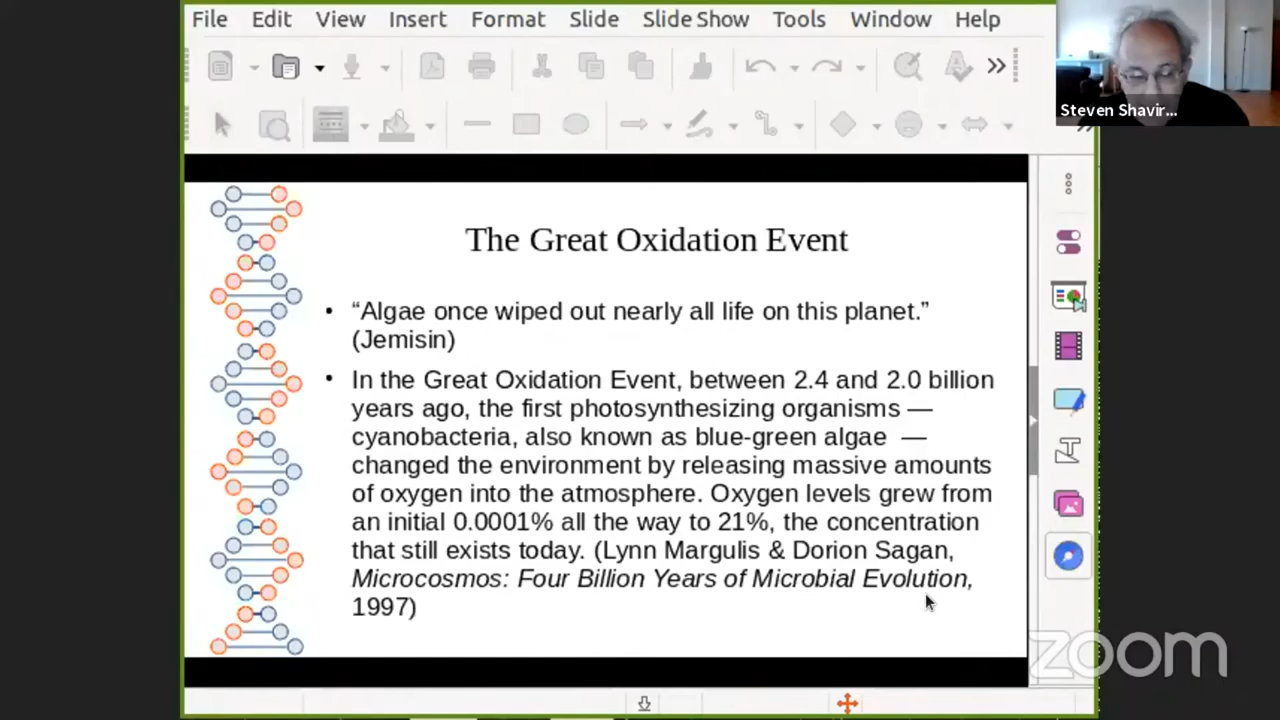 File Edit View Insert Format Slide Slide Show Tools Window Help
Steven Shavir...
The Great Oxidation Event
• “Algae once wiped out nearly all life on this planet.”
(Jemisin)
• In the Great Oxidation Event, between 2.4 and 2.0 billion
years ago, the first photosynthesizing organisms —
cyanobacteria, also known as blue-green algae —
changed the environment by releasing massive amounts
of oxygen into the atmosphere. Oxygen levels grew from
an initial 0.0001% all the way to 21%, the concentration
that still exists today. (Lynn Margulis & Dorion Sagan,
Microcosmos: Four Billion Years of Microbial Evolution,
1997)
zoom